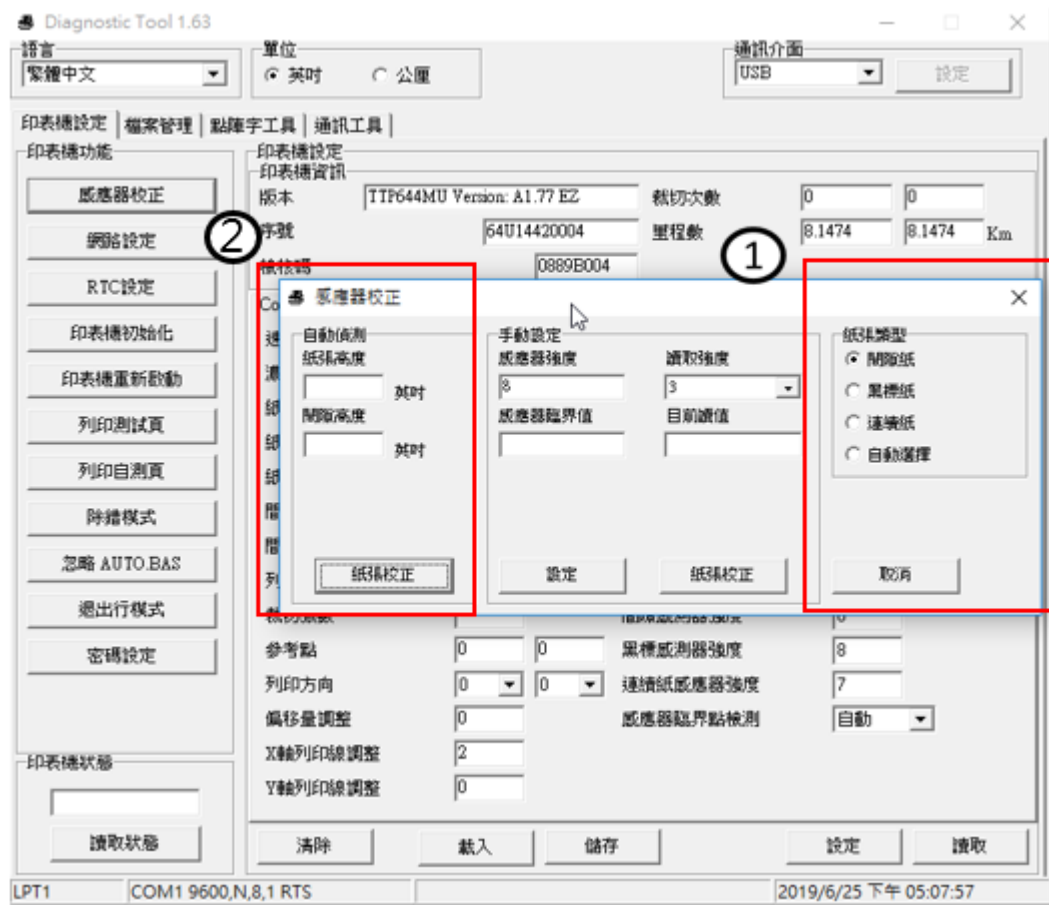 Diagnostic Tool 1.63
語言
繁體中文
單位
英吋
公厘
通訊介面
USB
設定
印表機設定
檔案管理
點陣字工具
通訊工具
印表機功能
感應器校正
網路設定
RTC設定
印表機初始化
印表機重新啟動
列印測試頁
列印自測頁
除錯模式
忽略 AUTO.BAS
退出行模式
密碼設定
印表機狀態
讀取狀態
印表機設定
印表機資訊
版本
TTP644MU Version: A1.77 EZ
裁切次數
0
0
序號
64U14420004
里程數
8.1474
8.1474
Km
檢核碼
0889B004
②
①
Co
感應器校正
自動偵測
紙張高度
英吋
間隙高度
英吋
紙張校正
手動設定
感應器強度
讀取強度
8
3
感應器臨界值
目前讀值
設定
紙張校正
紙張類型
間隙紙
黑標紙
連續紙
自動選擇
取消
參考點
0
0
黑標感測器強度
8
列印方向
0
0
連續紙感應器強度
7
偏移量調整
0
感應器臨界點檢測
自動
X軸列印線調整
2
Y軸列印線調整
0
清除
載入
儲存
設定
讀取
LPT1
COM1 9600,N,8,1 RTS
2019/6/25 下午 05:07:57